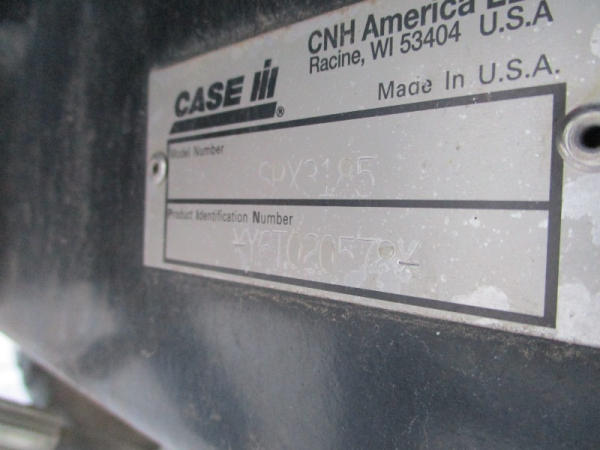 CNH America
Racine, WI 53404 U.S.A
CASE IH
®
Made In U.S.A.
Model Number
SPX3185
Product Identification Number